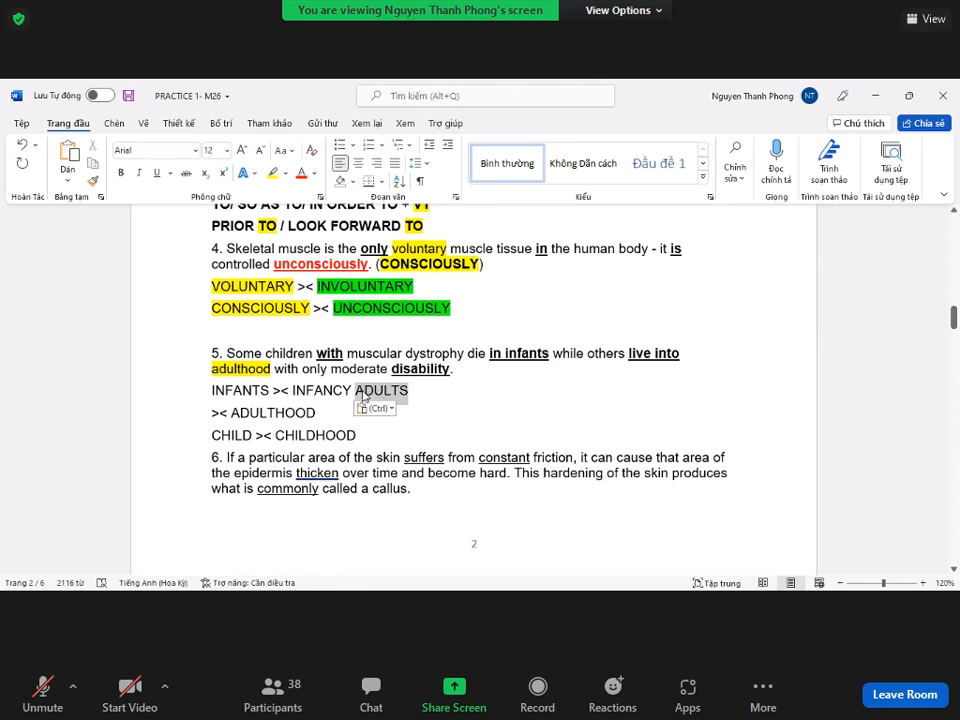 You are viewing Nguyen Thanh Phong's screen
View Options
View
Lưu Tự động
PRACTICE 1- M26
Tìm kiếm (Alt+Q)
Nguyen Thanh Phong
NT
Tệp
Trang đầu
Chèn
Vẽ
Thiết kế
Bố trí
Tham khảo
Gửi thư
Xem lại
Xem
Trợ giúp
Chú thích
Chia sẻ
Dán
Arial
12
Bình thường
Không Dãn cách
Đầu đề 1
Chỉnh sửa
Đọc chính tả
Trình soạn thảo
Tái sử dụng tệp
Hoàn Tác
Bảng tạm
Phông chữ
Đoạn văn
Kiểu
Giọng
Trình soạn thảo
Tái sử dụng tệp
TO/ SO AS TO/ IN ORDER TO + V1
PRIOR TO / LOOK FORWARD TO
4. Skeletal muscle is the only voluntary muscle tissue in the human body - it is
controlled unconsciously. (CONSCIOUSLY)
VOLUNTARY >< INVOLUNTARY
CONSCIOUSLY >< UNCONSCIOUSLY
5. Some children with muscular dystrophy die in infants while others live into
adulthood with only moderate disability.
INFANTS >< INFANCY ADULTS
(Ctrl)
>< ADULTHOOD
CHILD >< CHILDHOOD
6. If a particular area of the skin suffers from constant friction, it can cause that area of
the epidermis thicken over time and become hard. This hardening of the skin produces
what is commonly called a callus.
2
Trang 2 / 6
2116 từ
Tiếng Anh (Hoa Kỳ)
Trợ năng: Cần điều tra
Tập trung
120%
Unmute
Start Video
38
Participants
Chat
Share Screen
Record
Reactions
Apps
More
Leave Room